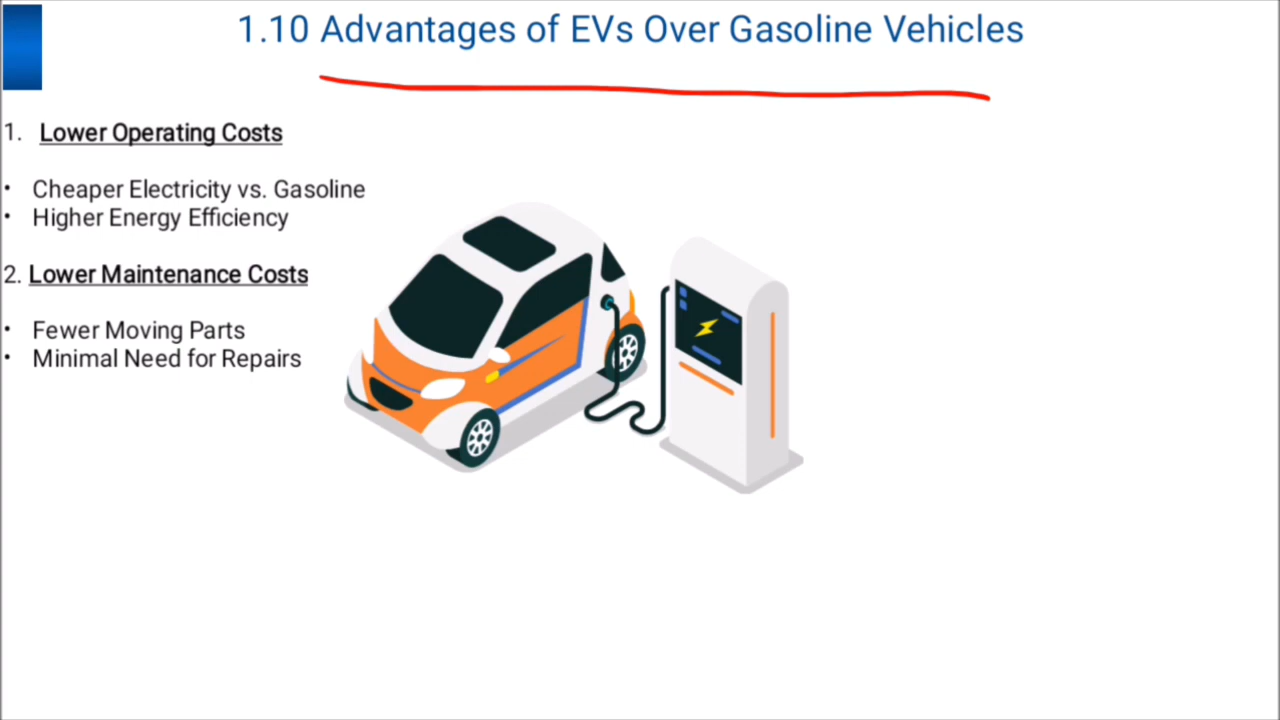 1.10 Advantages of EVs Over Gasoline Vehicles
1. Lower Operating Costs
• Cheaper Electricity vs. Gasoline
• Higher Energy Efficiency
2. Lower Maintenance Costs
• Fewer Moving Parts
• Minimal Need for Repairs